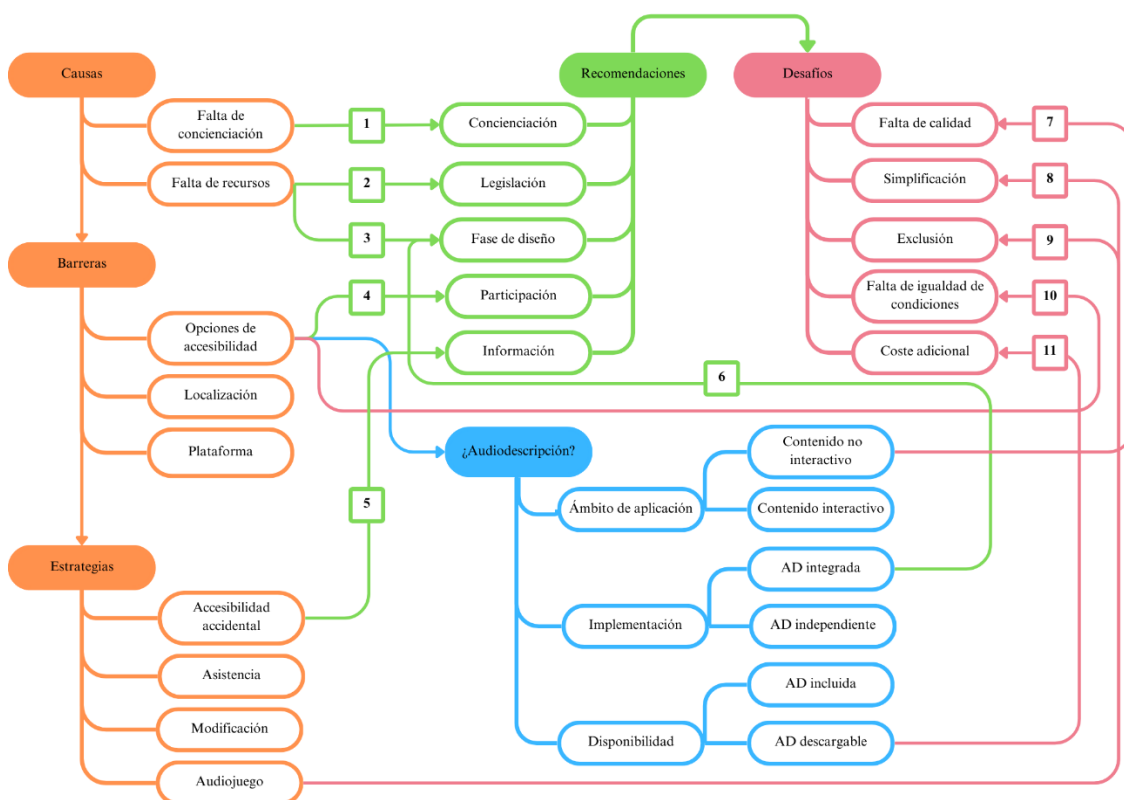 Causas
Falta de
concienciación
Falta de recursos
Barreras
Opciones de
accesibilidad
Localización
Plataforma
Estrategias
Accesibilidad
accidental
Asistencia
Modificación
Audiojuego
1
2
3
4
5
6
Recomendaciones
Concienciación
Legislación
Fase de diseño
Participación
Información
¿Audiodescripción?
Ámbito de aplicación
Contenido no
interactivo
Contenido interactivo
Implementación
AD integrada
AD independiente
Disponibilidad
AD incluida
AD descargable
Desafíos
Falta de calidad
7
Simplificación
8
Exclusión
9
Falta de igualdad de
condiciones
10
Coste adicional
11